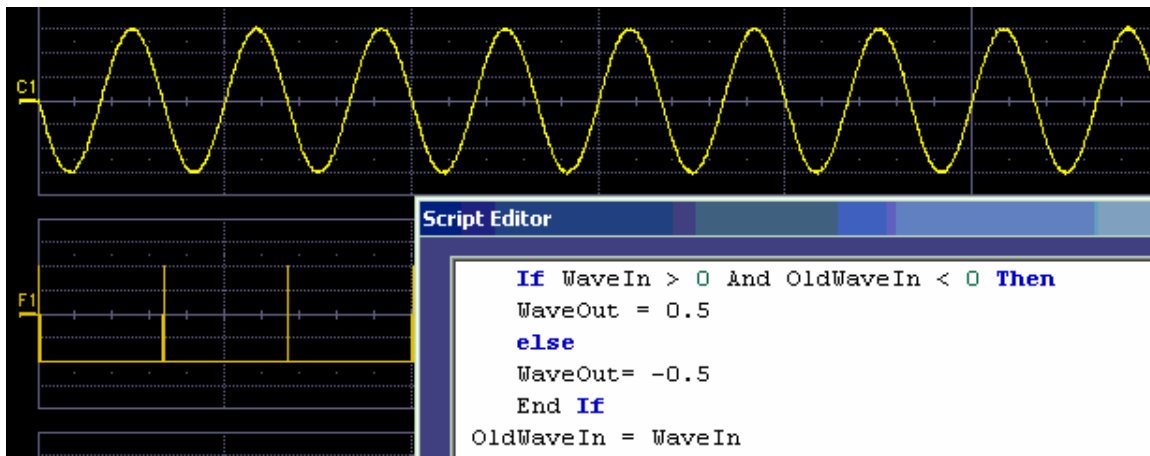 C1
F1
Script Editor
If WaveIn > 0 And OldWaveIn < 0 Then
WaveOut = 0.5
else
WaveOut= -0.5
End If
OldWaveIn = WaveIn